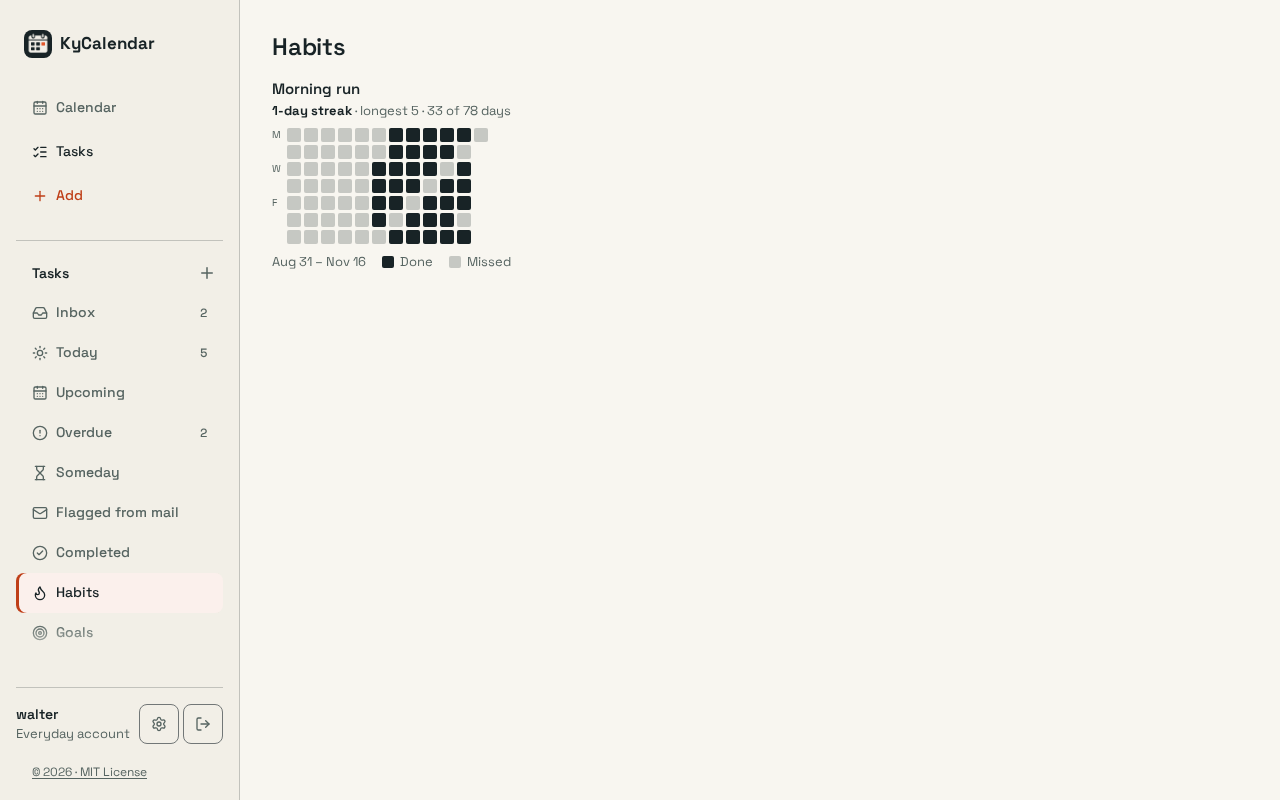 KyCalendar
Calendar
Tasks
Add
Tasks
Inbox 2
Today 5
Upcoming
Overdue 2
Someday
Flagged from mail
Completed
Habits
Goals
walter
Everyday account
© 2026 · MIT License
Habits
Morning run
1-day streak · longest 5 · 33 of 78 days
M
W
F
Aug 31 – Nov 16 Done Missed